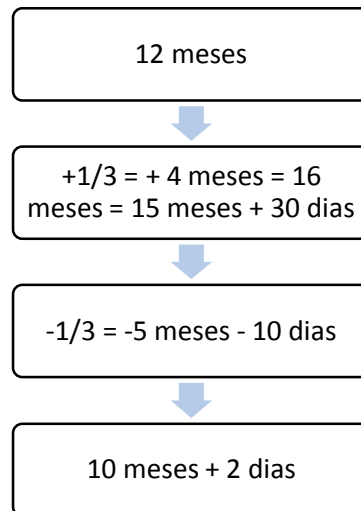 12 meses
+1/3 = + 4 meses = 16
meses = 15 meses + 30 dias
-1/3 = -5 meses - 10 dias
10 meses + 2 dias